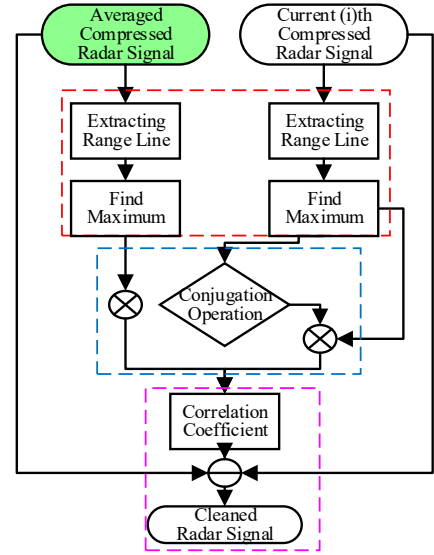 Averaged
Compressed
Radar Signal
Current (i)th
Compressed
Radar Signal
Extracting
Range Line
Extracting
Range Line
Find
Maximum
Find
Maximum
Conjugation
Operation
Correlation
Coefficient
Cleaned
Radar Signal